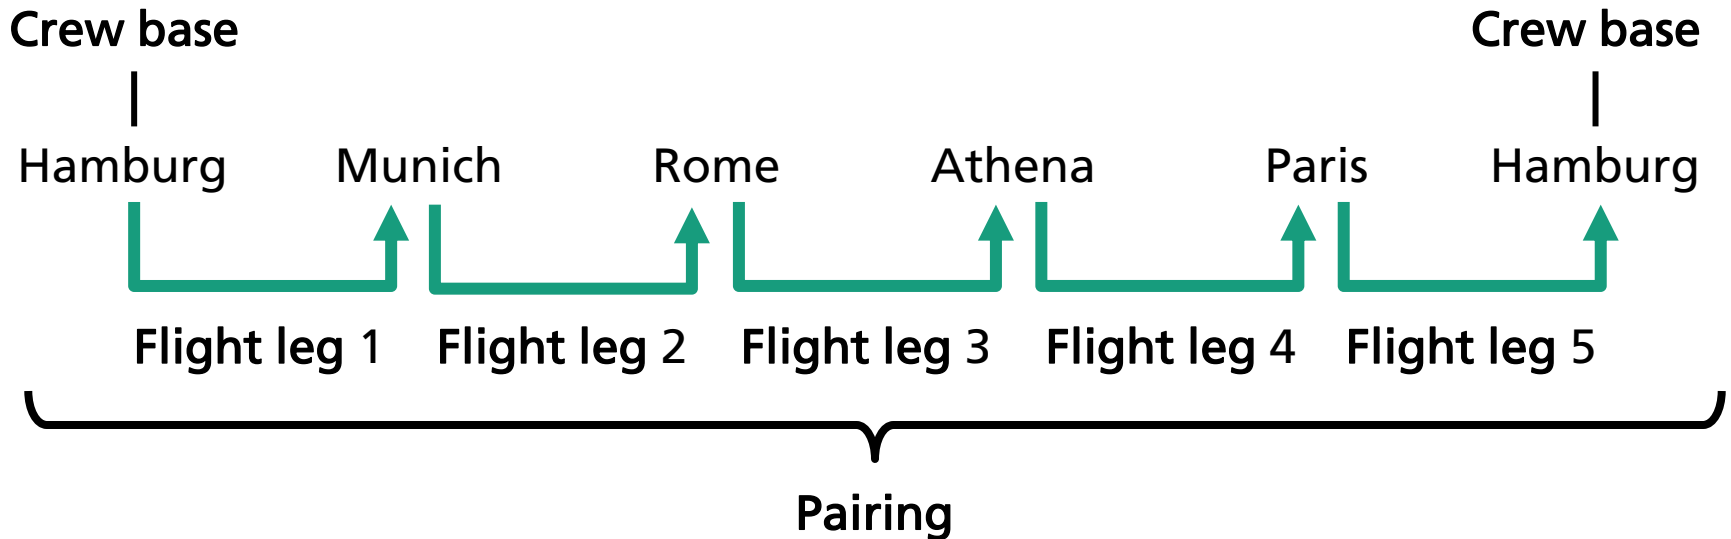 Crew base Crew base
Hamburg Munich Rome Athena Paris Hamburg
Flight leg 1 Flight leg 2 Flight leg 3 Flight leg 4 Flight leg 5
Pairing